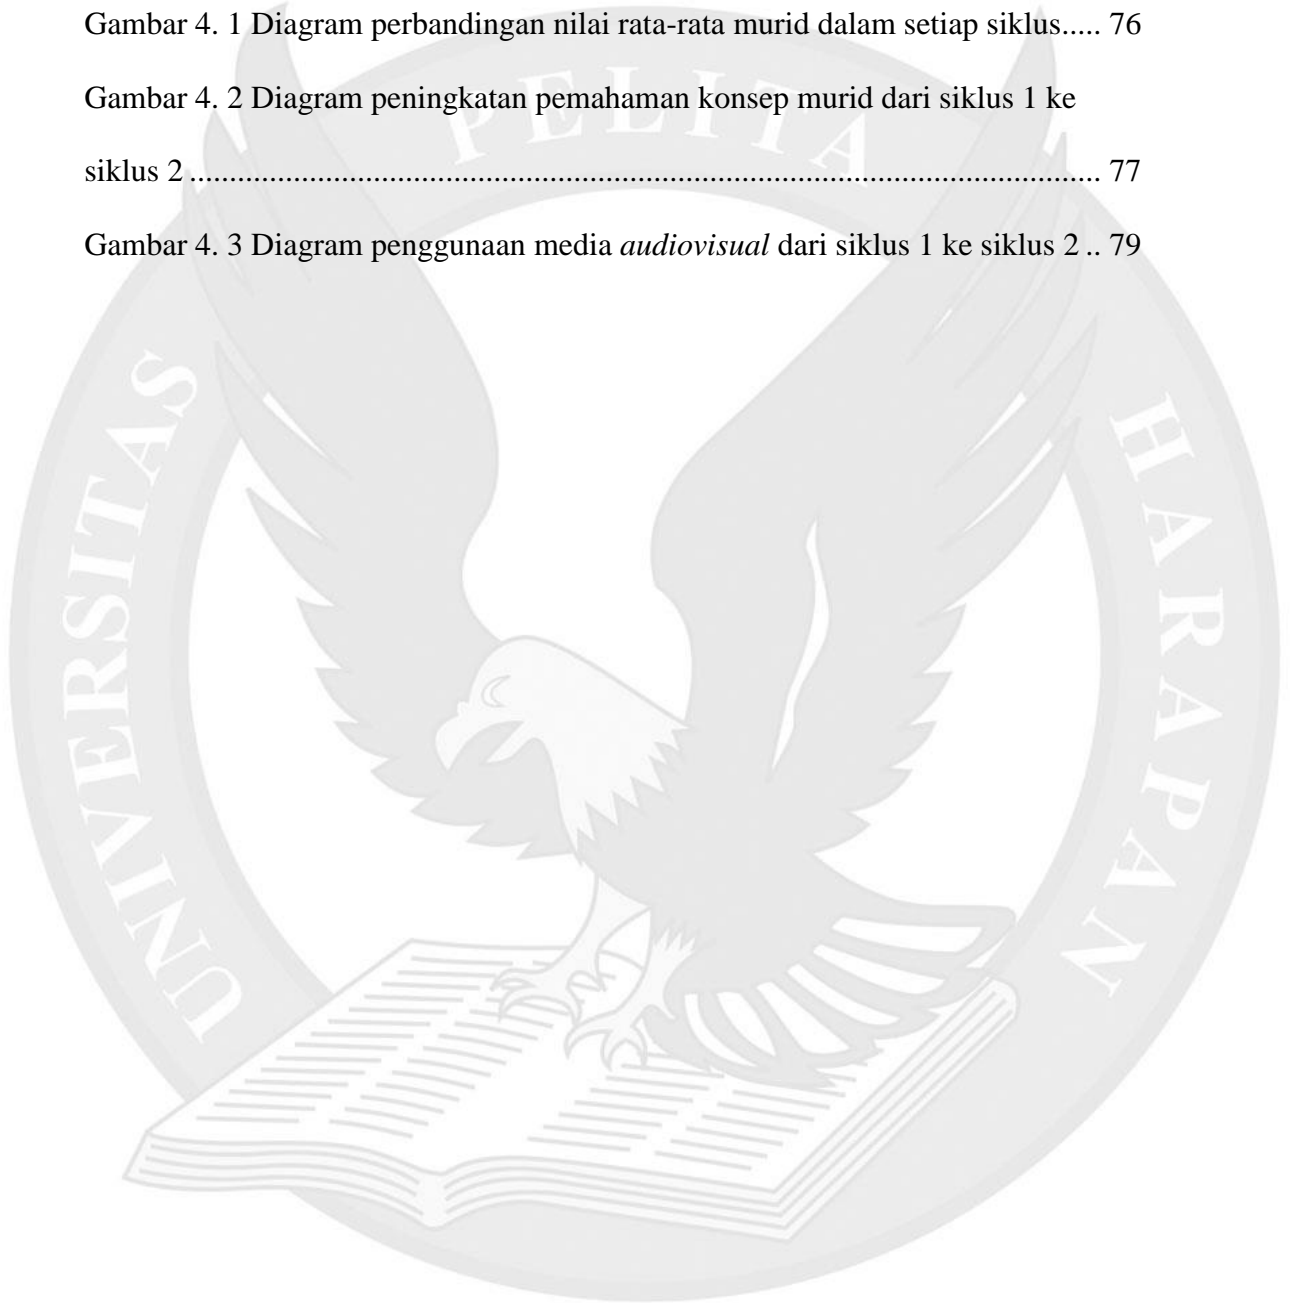 Gambar 4. 1 Diagram perbandingan nilai rata-rata murid dalam setiap siklus..... 76
Gambar 4. 2 Diagram peningkatan pemahaman konsep murid dari siklus 1 ke
siklus 2 ................................................................................................................. 77
Gambar 4. 3 Diagram penggunaan media audiovisual dari siklus 1 ke siklus 2 .. 79
UNIVERSITAS PELITA HARAPAN